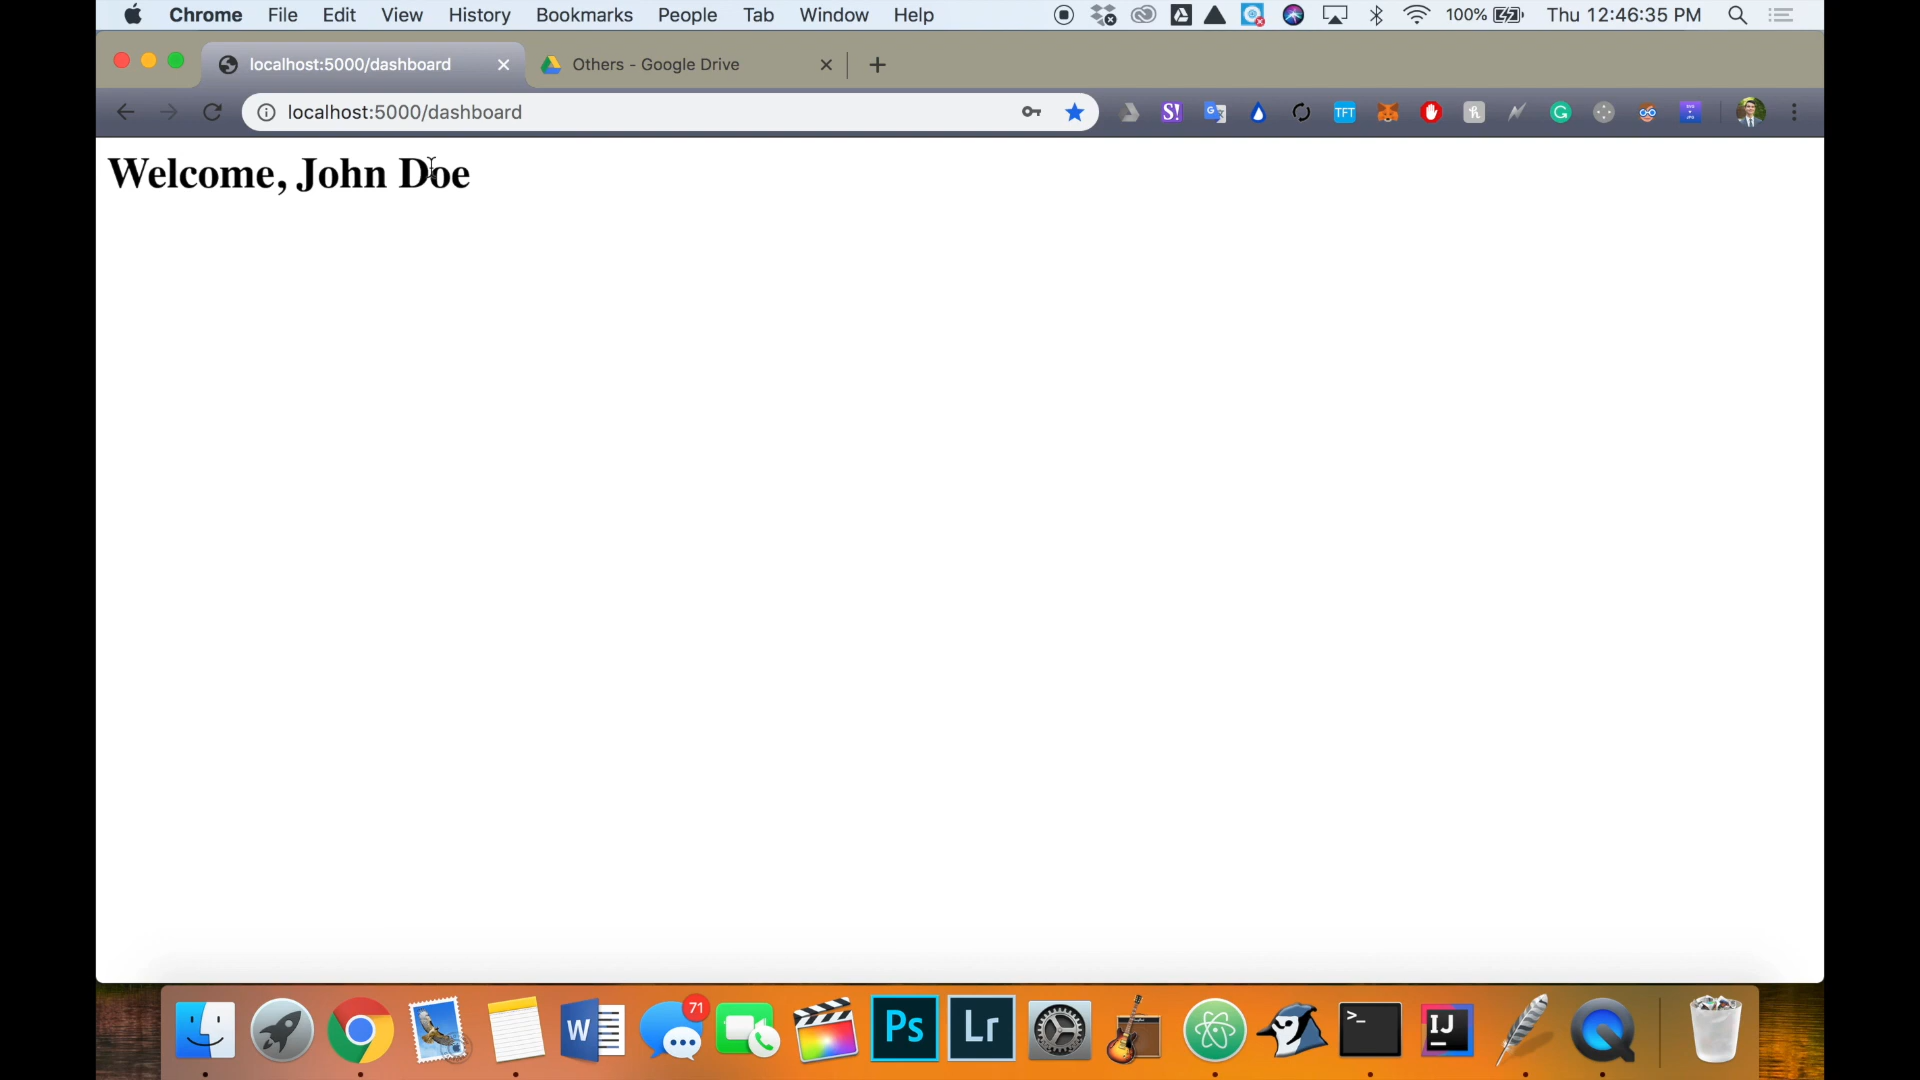 Chrome File Edit View History Bookmarks People Tab Window Help 100% Thu 12:46:35 PM
localhost:5000/dashboard Others - Google Drive
localhost:5000/dashboard S! G TFT h G
Welcome, John Doe
W 71 Ps Lr >_ IJ